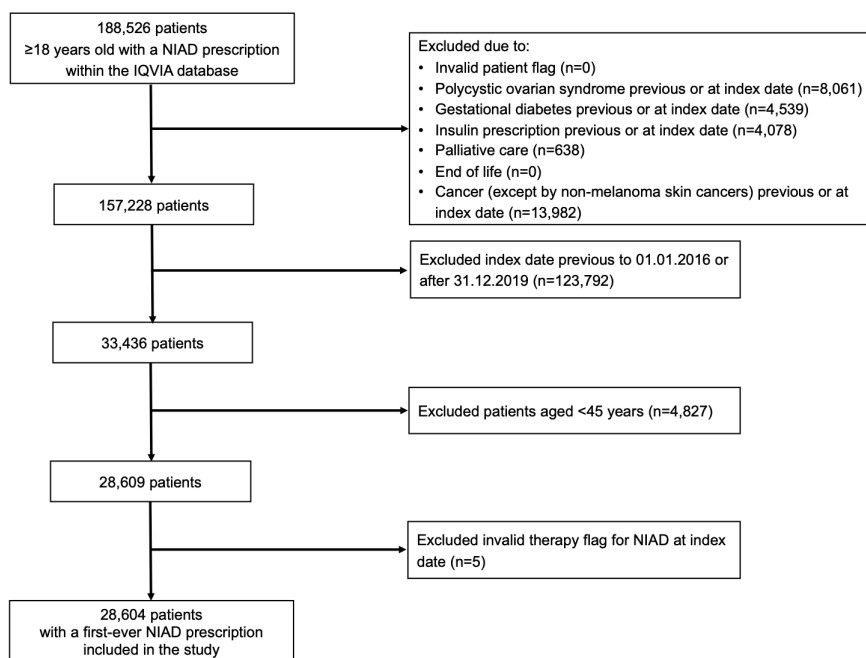 188,526 patients
≥18 years old with a NIAD prescription
within the IQVIA database
Excluded due to:
• Invalid patient flag (n=0)
• Polycystic ovarian syndrome previous or at index date (n=8,061)
• Gestational diabetes previous or at index date (n=4,539)
• Insulin prescription previous or at index date (n=4,078)
• Palliative care (n=638)
• End of life (n=0)
• Cancer (except by non-melanoma skin cancers) previous or at
index date (n=13,982)
157,228 patients
Excluded index date previous to 01.01.2016 or
after 31.12.2019 (n=123,792)
33,436 patients
Excluded patients aged <45 years (n=4,827)
28,609 patients
Excluded invalid therapy flag for NIAD at index
date (n=5)
28,604 patients
with a first-ever NIAD prescription
included in the study